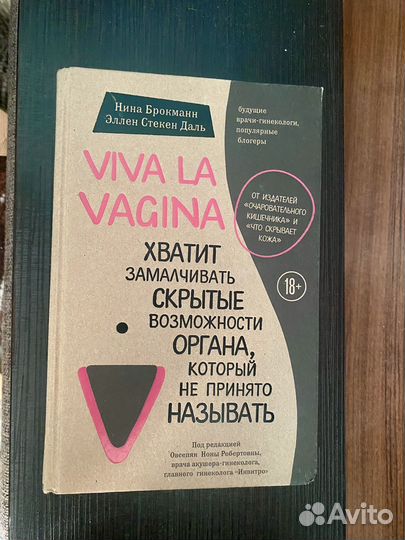 Нина Брокманн
Эллен Стекен Даль
будущие
врачи-гинекологи,
популярные
блогеры
VIVA LA
VAGINA
ОТ ИЗДАТЕЛЕЙ
«ОЧАРОВАТЕЛЬНОГО
КИШЕЧНИКА» И
«ЧТО СКРЫВАЕТ
КОЖА»
18+
ХВАТИТ
ЗАМАЛЧИВАТЬ
СКРЫТЫЕ
ВОЗМОЖНОСТИ
ОРГАНА,
КОТОРЫЙ
НЕ ПРИНЯТО
НАЗЫВАТЬ
Под редакцией
Овсепян Ноны Робертовны,
врача акушера-гинеколога,
главного гинеколога «Инвитро»
Avito